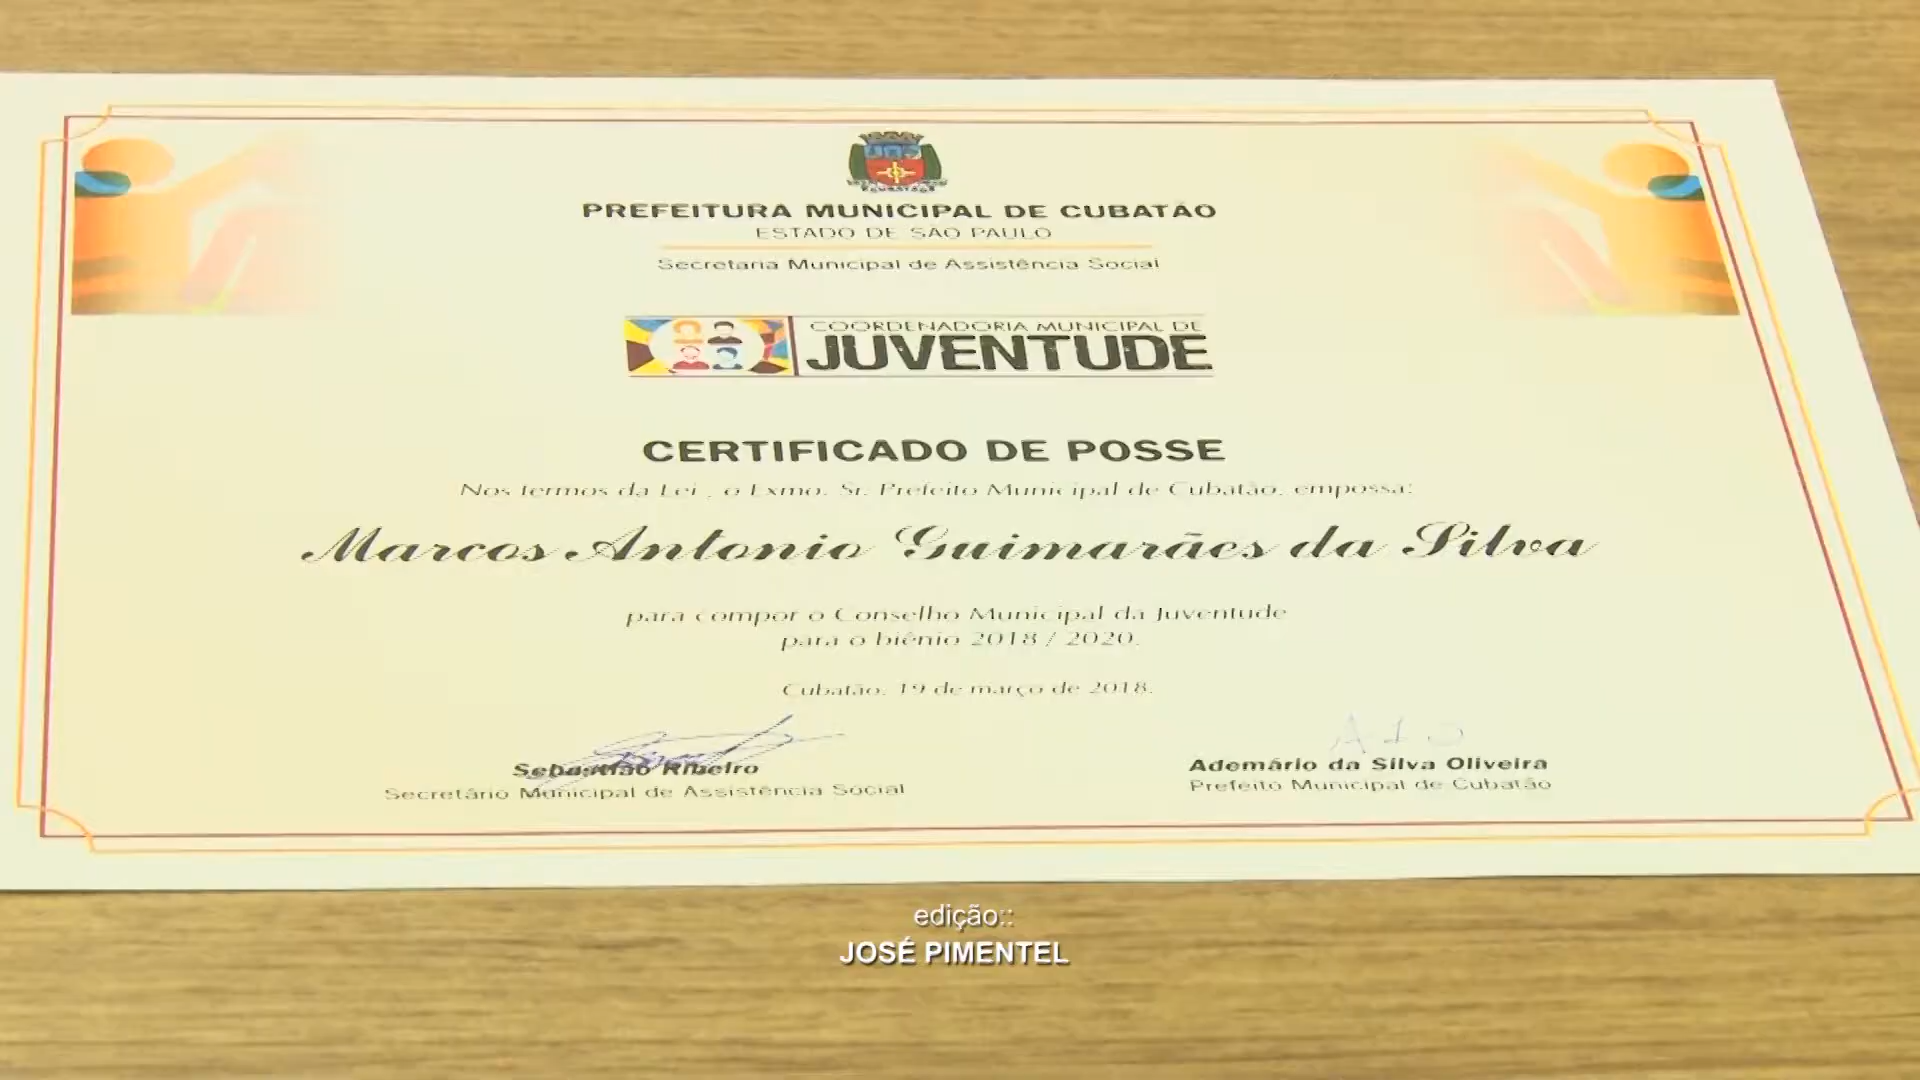 CUBATÃO
PREFEITURA MUNICIPAL DE CUBATÃO
ESTADO DE SÃO PAULO
Secretaria Municipal de Assistência Social
COORDENADORIA MUNICIPAL DE
JUVENTUDE
CERTIFICADO DE POSSE
Nos termos da Lei , o Exmo. Sr. Prefeito Municipal de Cubatão, empossa:
Marcos Antonio Guimarães da Silva
para compor o Conselho Municipal da Juventude
para o biênio 2018 / 2020.
Cubatão, 19 de março de 2018.
Sebastião Ribeiro
Secretário Municipal de Assistência Social
Ademário da Silva Oliveira
Prefeito Municipal de Cubatão
edição::
JOSÉ PIMENTEL